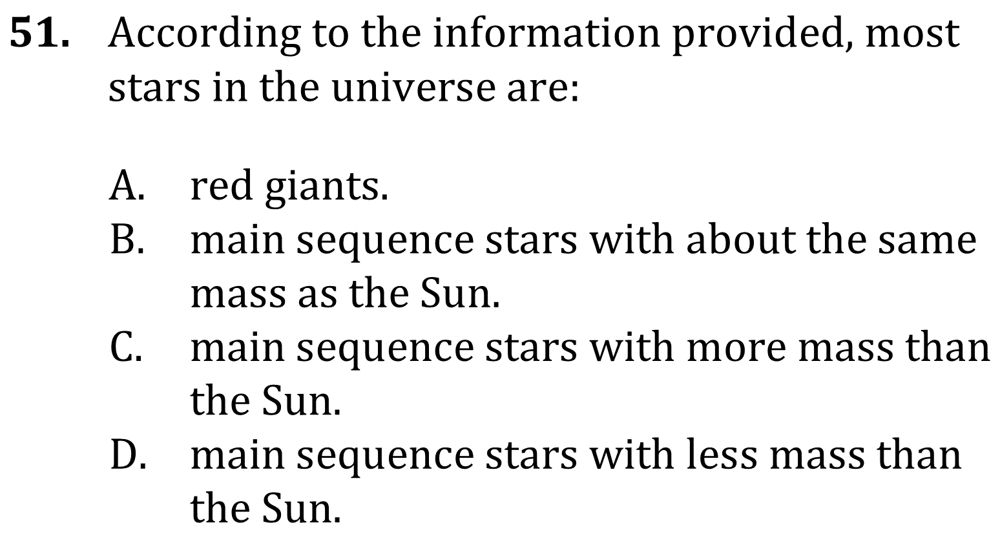 51. According to the information provided, most
stars in the universe are:
A. red giants.
B. main sequence stars with about the same
mass as the Sun.
C. main sequence stars with more mass than
the Sun.
D. main sequence stars with less mass than
the Sun.